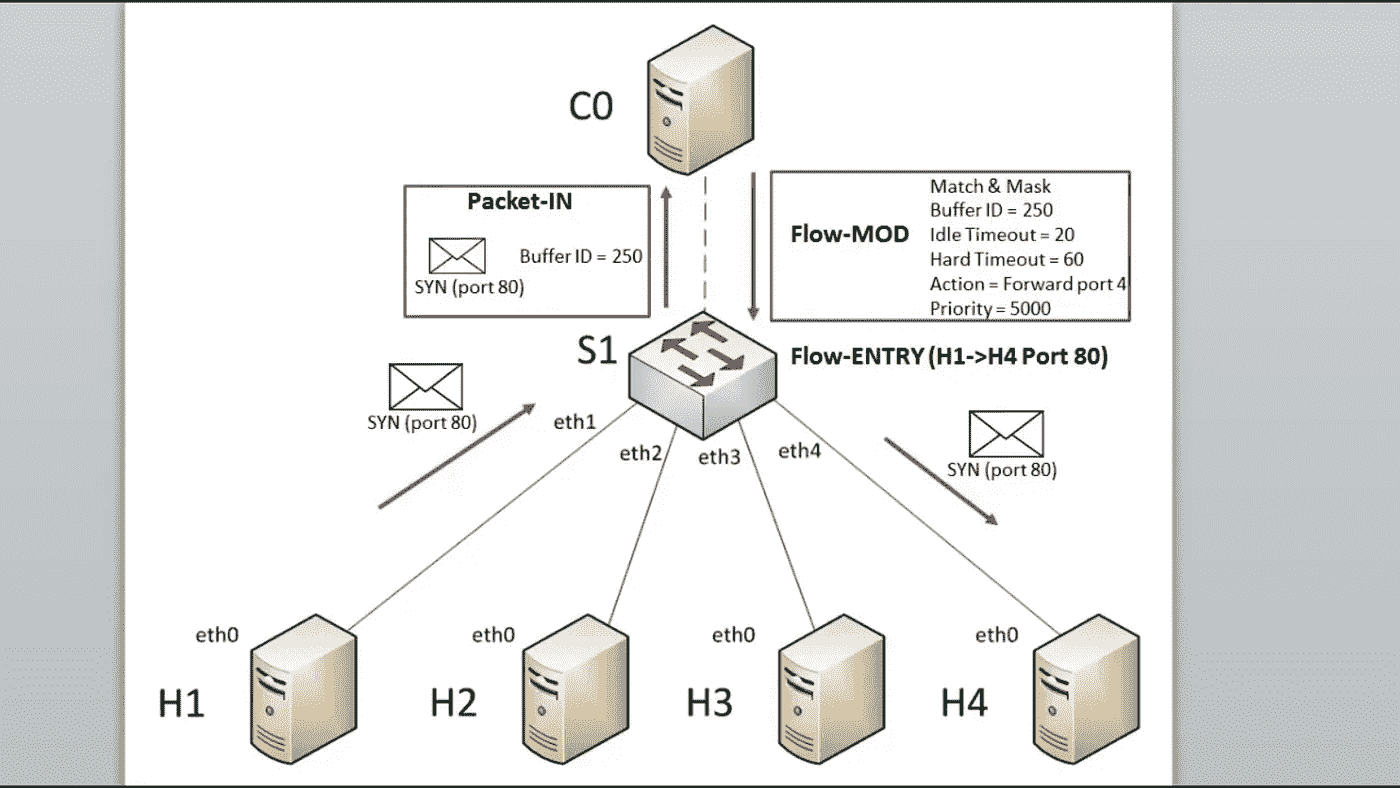 C0
Packet-IN
Buffer ID = 250
SYN (port 80)
Flow-MOD
Match & Mask
Buffer ID = 250
Idle Timeout = 20
Hard Timeout = 60
Action = Forward port 4
Priority = 5000
S1
Flow-ENTRY (H1->H4 Port 80)
SYN (port 80)
eth1
eth2
eth3
eth4
SYN (port 80)
eth0
eth0
eth0
eth0
H1
H2
H3
H4